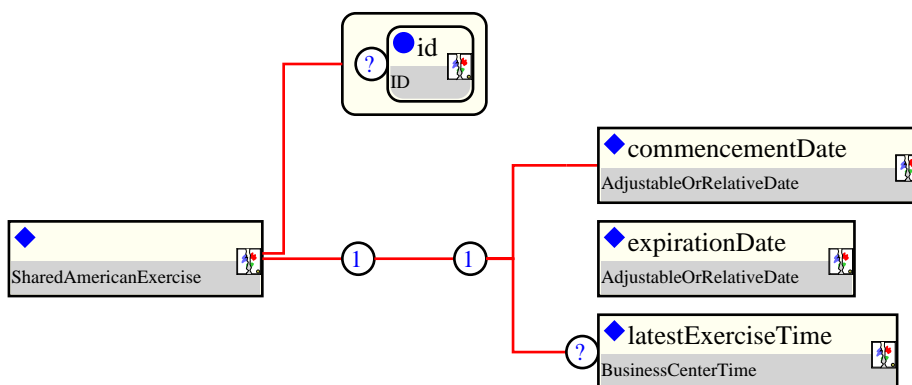 ? id
ID
commencementDate
AdjustableOrRelativeDate
SharedAmericanExercise
1 1
expirationDate
AdjustableOrRelativeDate
? latestExerciseTime
BusinessCenterTime